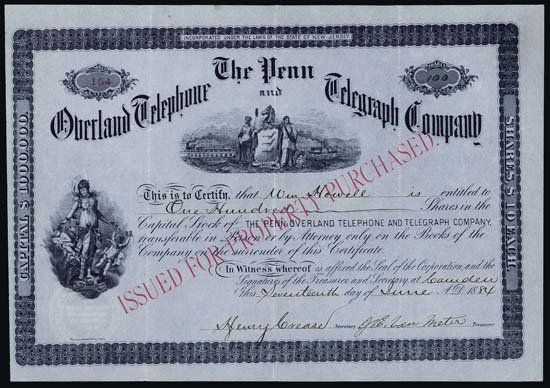 INCORPORATED UNDER THE LAWS OF THE STATE OF NEW JERSEY.
164
100
The Penn
Overland Telephone and Telegraph Company
CAPITAL $1000.000.
SHARES $10 EACH.
This is to Certify, that Wm Howell is entitled to
One Hundred Shares in the
Capital Stock of THE PENN OVERLAND TELEPHONE AND TELEGRAPH COMPANY,
transferable in Person or by Attorney only on the Books of the
Company on the surrender of this Certificate.
In Witness whereof is affixed the Seal of the Corporation and the
Signatures of the Treasurer and Secretary at Camden
this Seventeenth day of June A.D. 1884
Henry Crease Secretary J.E. Van Meter Treasurer
ISSUED FOR PROPERTY PURCHASED.